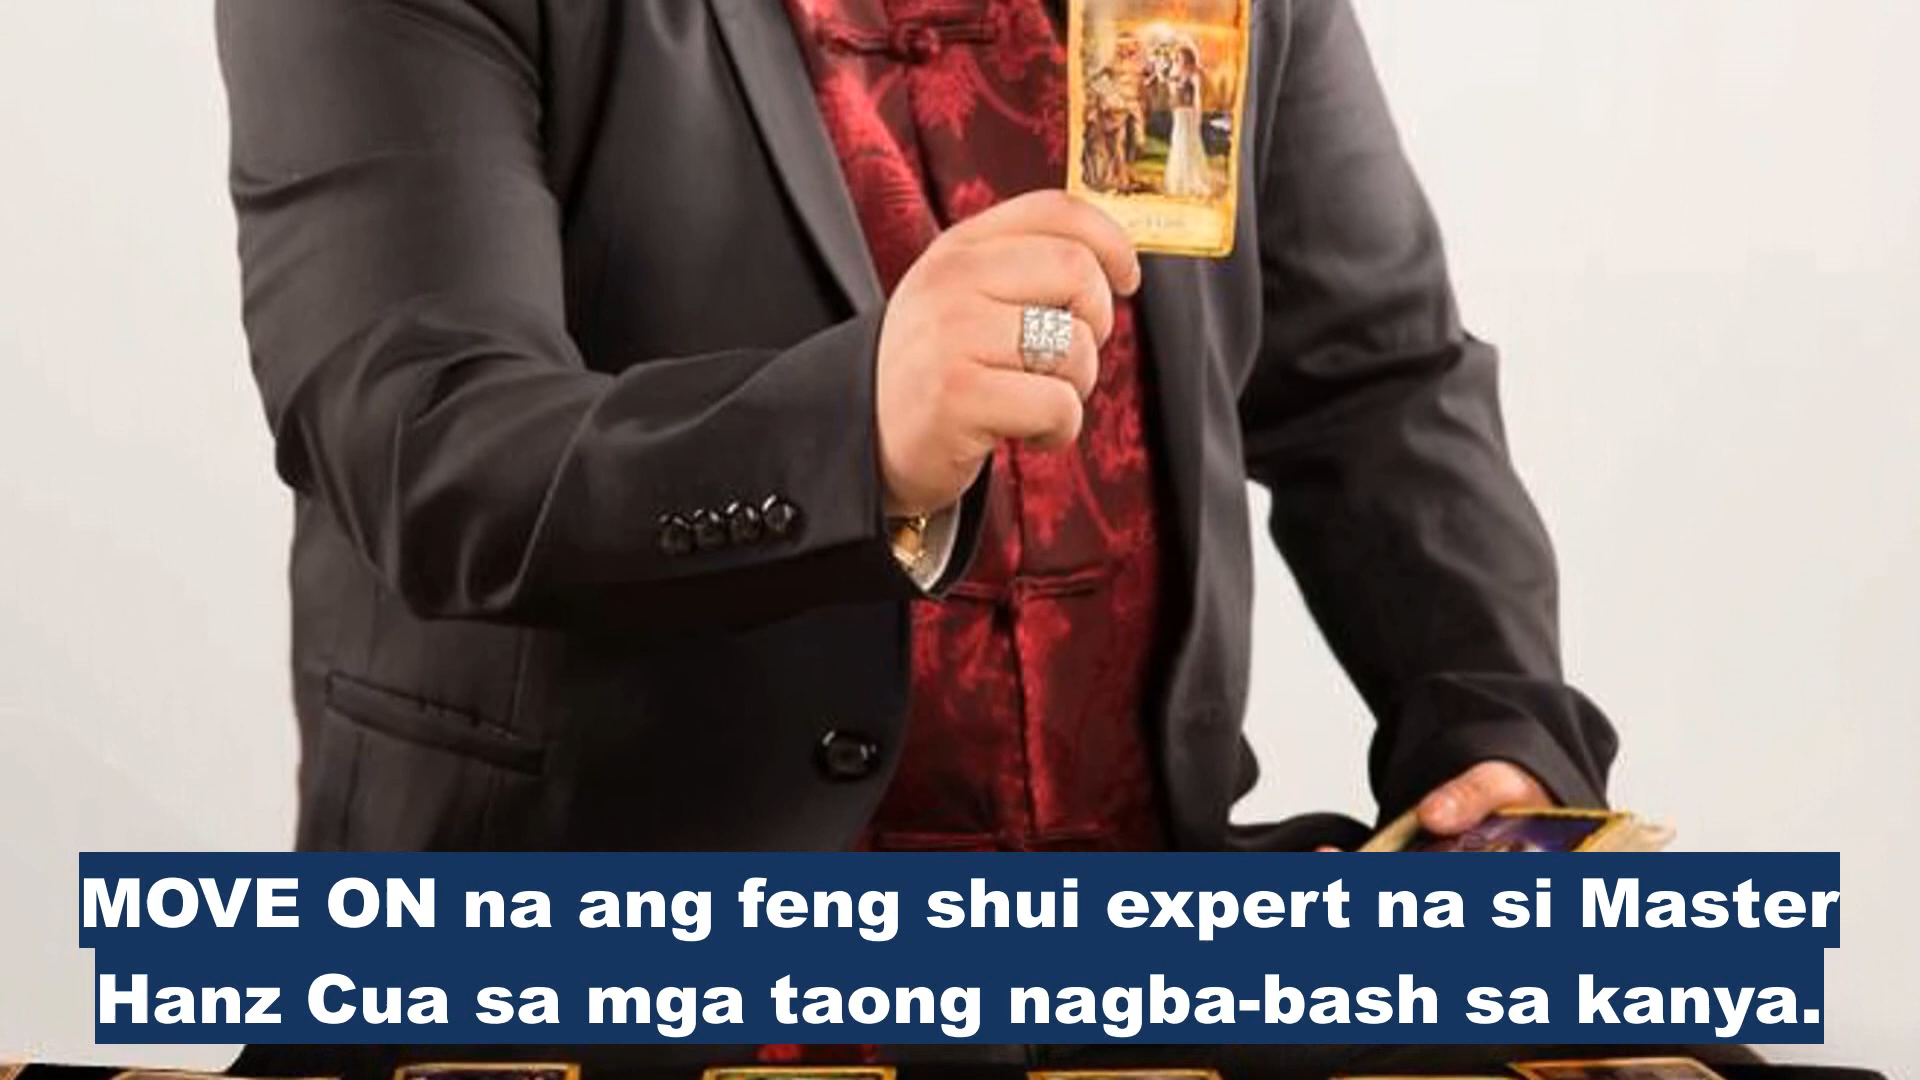 MOVE ON na ang feng shui expert na si Master
Hanz Cua sa mga taong nagba-bash sa kanya.